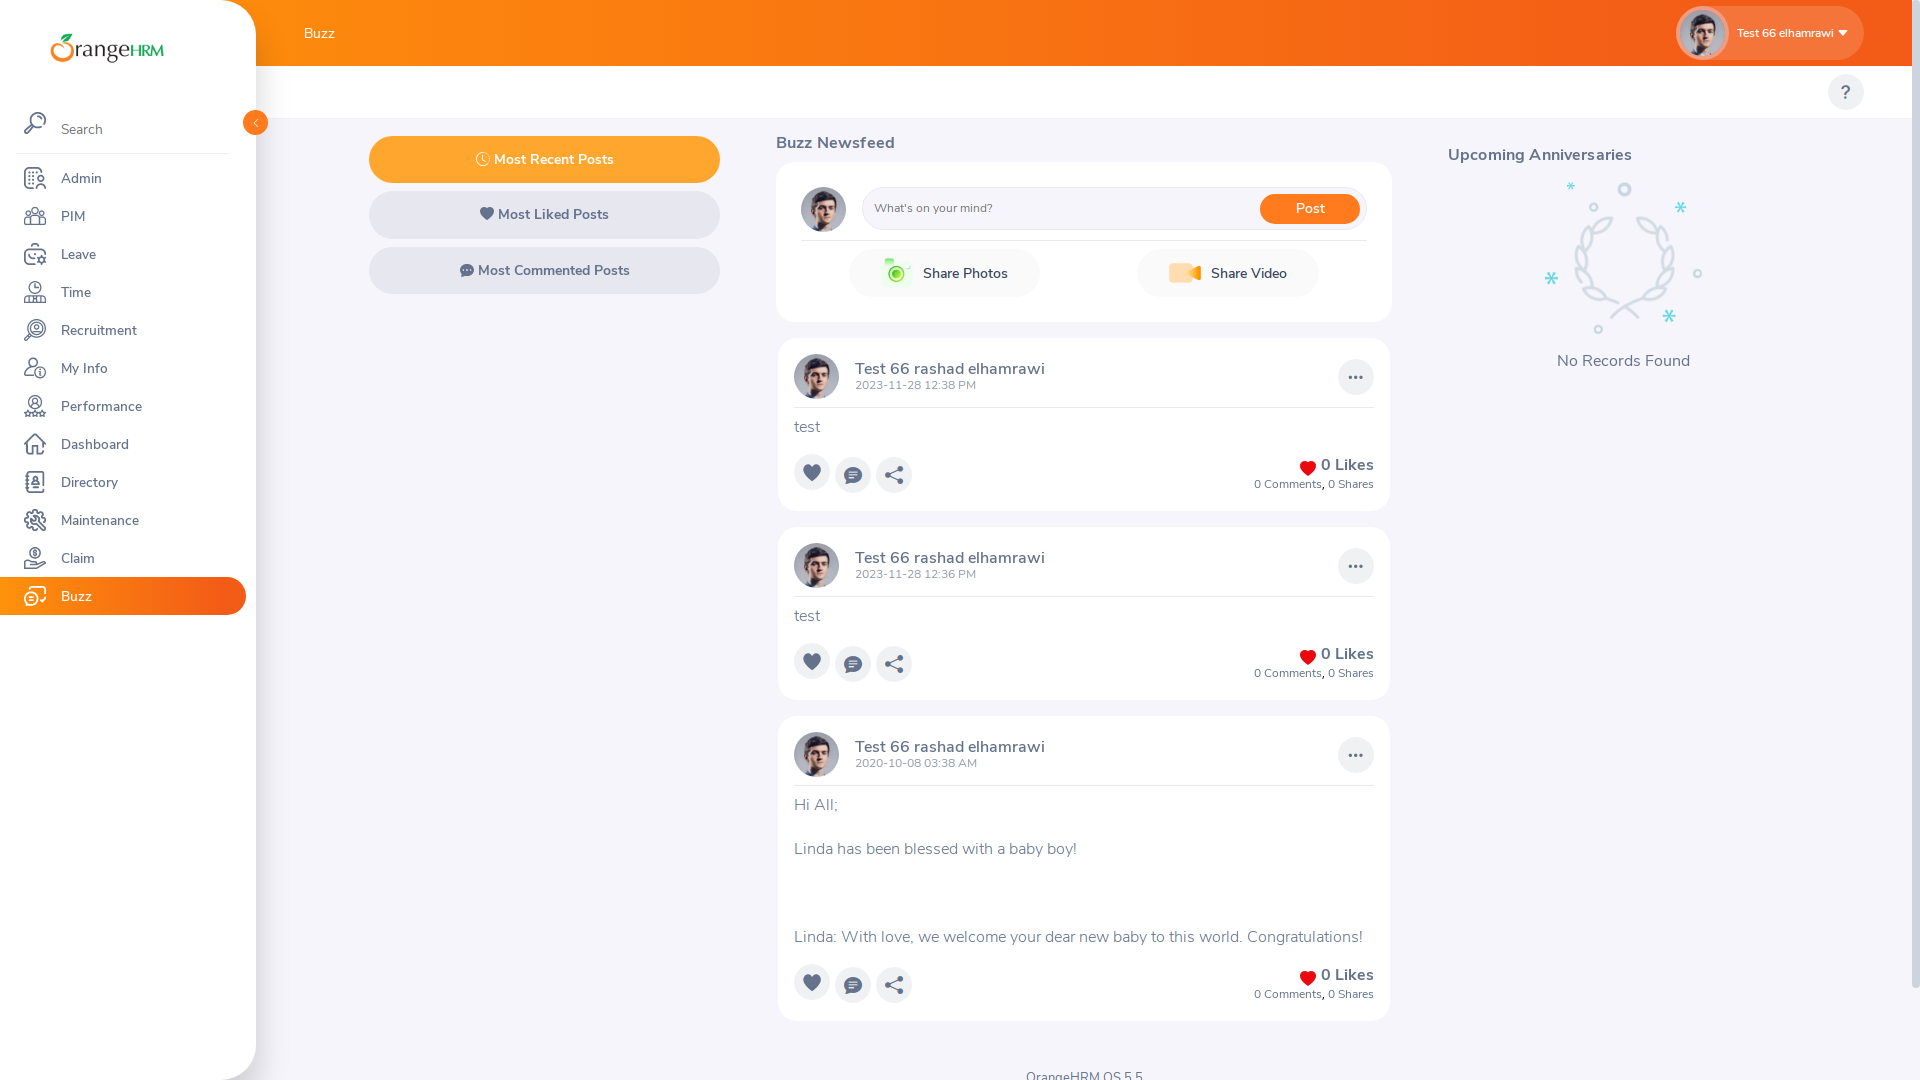 OrangeHRM
Search
Admin
PIM
Leave
Time
Recruitment
My Info
Performance
Dashboard
Directory
Maintenance
Claim
Buzz
Buzz
Test 66 elhamrawi
?
Most Recent Posts
Most Liked Posts
Most Commented Posts
Buzz Newsfeed
What's on your mind?
Post
Share Photos
Share Video
Test 66 rashad elhamrawi
2023-11-28 12:38 PM
test
0 Likes
0 Comments, 0 Shares
Test 66 rashad elhamrawi
2023-11-28 12:36 PM
test
0 Likes
0 Comments, 0 Shares
Test 66 rashad elhamrawi
2020-10-08 03:38 AM
Hi All;
Linda has been blessed with a baby boy!
Linda: With love, we welcome your dear new baby to this world. Congratulations!
0 Likes
0 Comments, 0 Shares
OrangeHRM OS 5.5
Upcoming Anniversaries
No Records Found